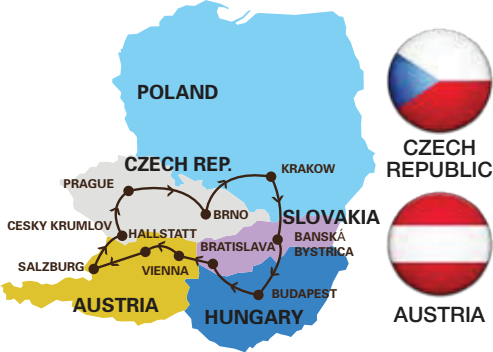 POLAND
CZECH REP.
PRAGUE
KRAKOW
BRNO
SLOVAKIA
CESKY KRUMLOV
HALLSTATT
BRATISLAVA
BANSKÁ
BYSTRICA
SALZBURG
VIENNA
BUDAPEST
AUSTRIA
HUNGARY
CZECH
REPUBLIC
AUSTRIA